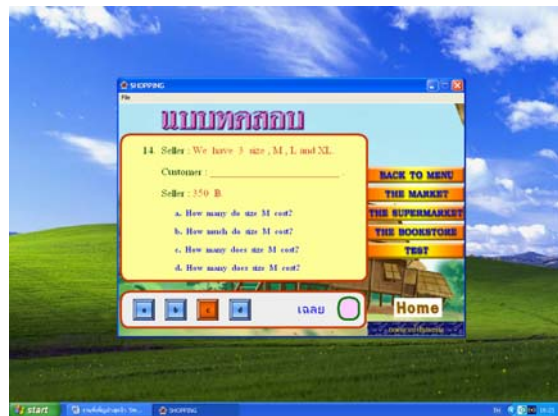 SHOPPING
File
แบบทดสอบ
14. Seller : We have 3 size , M , L and XL.
Customer : ______________________ .
Seller : 350 B.
a. How many do size M cost?
b. How much do size M cost?
c. How many does size M cost?
d. How many does size M cost?
BACK TO MENU
THE MARKET
THE SUPERMARKET
THE BOOKSTORE
TEST
a b c d
เฉลย
Home
start
SHOPPING
EN